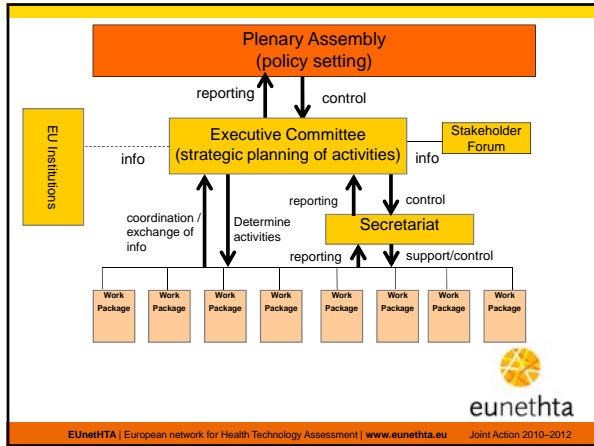 Plenary Assembly
(policy setting)
reporting
control
EU Institutions
info
Executive Committee
(strategic planning of activities)
info
Stakeholder
Forum
coordination /
exchange of
info
Determine
activities
reporting
control
Secretariat
reporting
support/control
Work
Package
Work
Package
Work
Package
Work
Package
Work
Package
Work
Package
Work
Package
Work
Package
eunethta
EUnetHTA | European network for Health Technology Assessment | www.eunethta.eu Joint Action 2010–2012